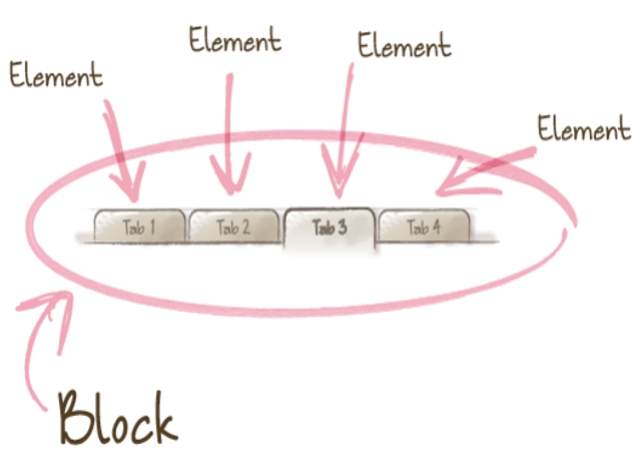 Element
Element
Element
Element
Tab 1
Tab 2
Tab 3
Tab 4
Block